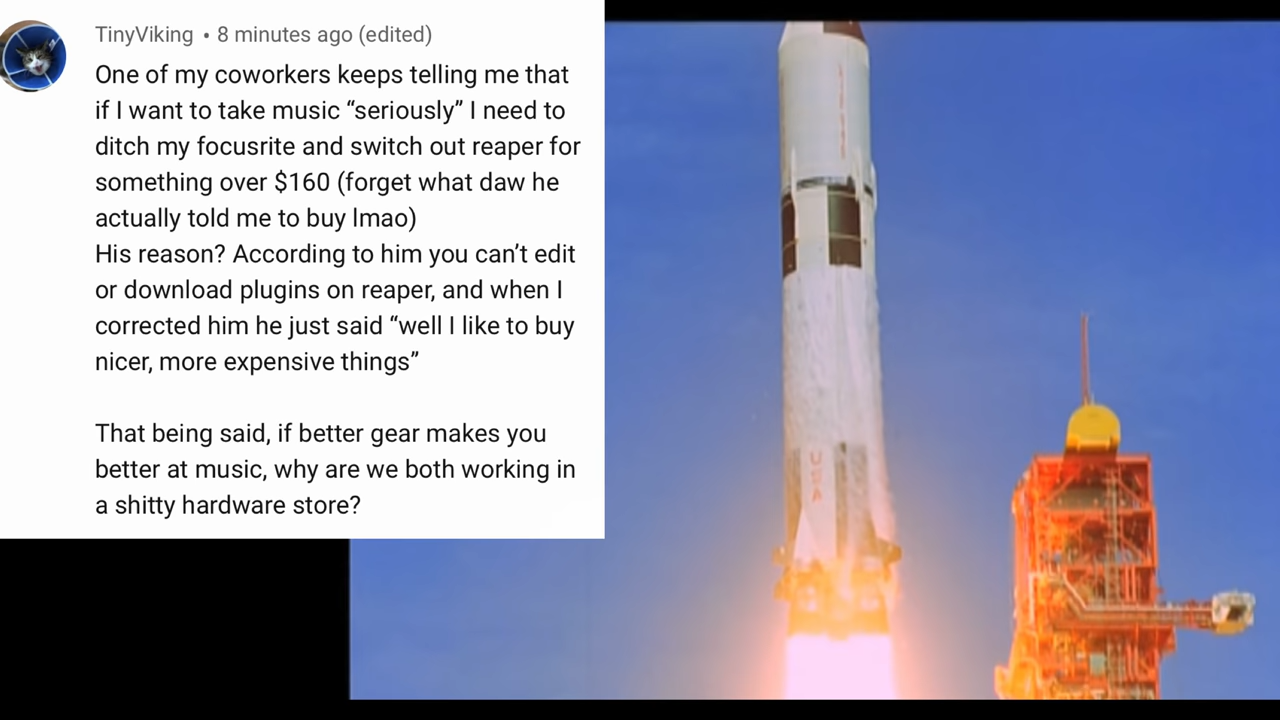 TinyViking • 8 minutes ago (edited)
One of my coworkers keeps telling me that
if I want to take music “seriously” I need to
ditch my focusrite and switch out reaper for
something over $160 (forget what daw he
actually told me to buy lmao)
His reason? According to him you can’t edit
or download plugins on reaper, and when I
corrected him he just said “well I like to buy
nicer, more expensive things”
That being said, if better gear makes you
better at music, why are we both working in
a shitty hardware store?
USA